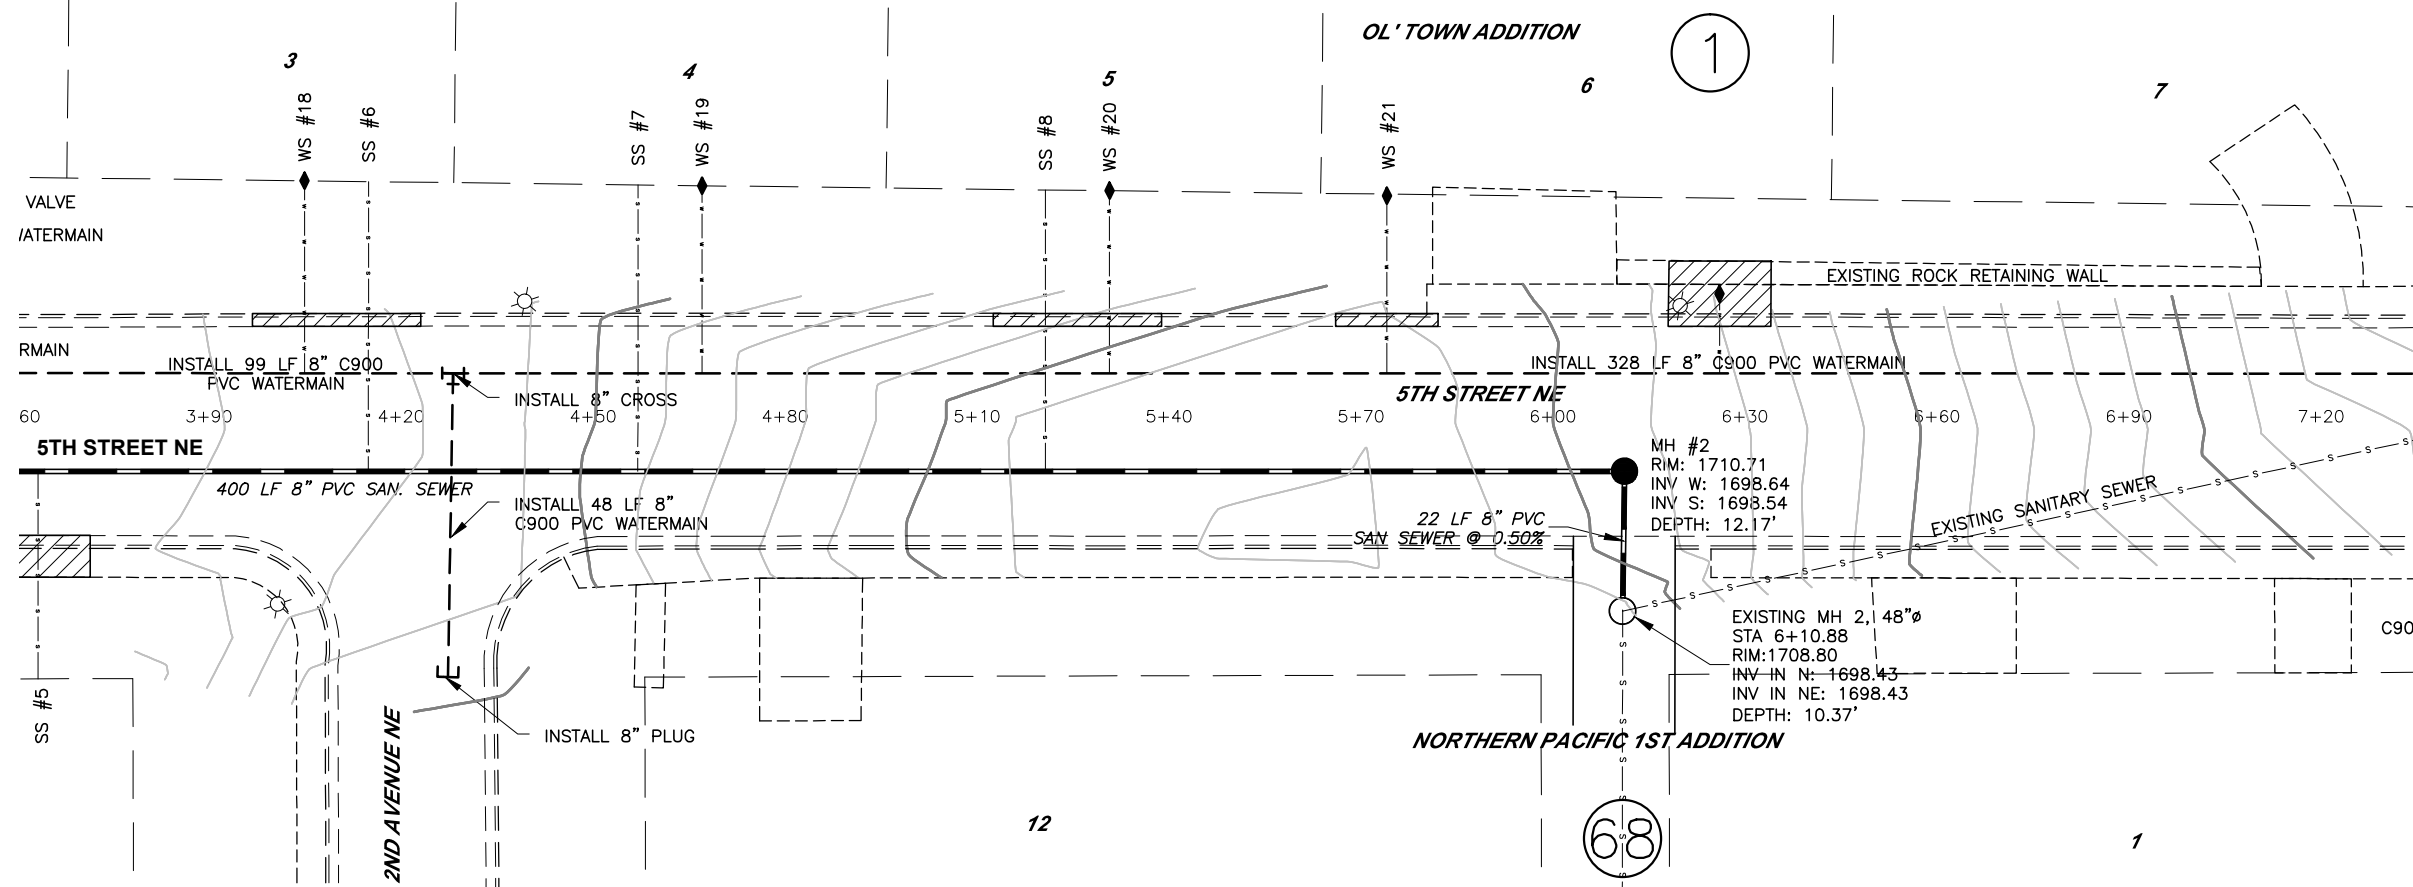 OL' TOWN ADDITION
1
3
4
5
6
7
WS #18
SS #6
SS #7
WS #19
SS #8
WS #20
WS #21
VALVE
EXISTING ROCK RETAINING WALL
INSTALL 99 LF 8" C900
PVC WATERMAIN
INSTALL 328 LF 8" C900 PVC WATERMAIN
INSTALL 8" CROSS
5TH STREET NE
60
3+90
4+20
4+50
4+80
5+10
5+40
5+70
6+00
6+30
6+60
6+90
7+20
5TH STREET NE
400 LF 8" PVC SAN. SEWER
INSTALL 48 LF 8"
C900 PVC WATERMAIN
MH #2
RIM: 1710.71
INV W: 1698.64
INV S: 1698.54
DEPTH: 12.17'
22 LF 8" PVC
SAN SEWER @ 0.50%
EXISTING SANITARY SEWER
EXISTING MH 2, 48"ø
STA 6+10.88
RIM:1708.80
INV IN N: 1698.43
INV IN NE: 1698.43
DEPTH: 10.37'
C90
SS #5
INSTALL 8" PLUG
2ND AVENUE NE
NORTHERN PACIFIC 1ST ADDITION
12
68
1